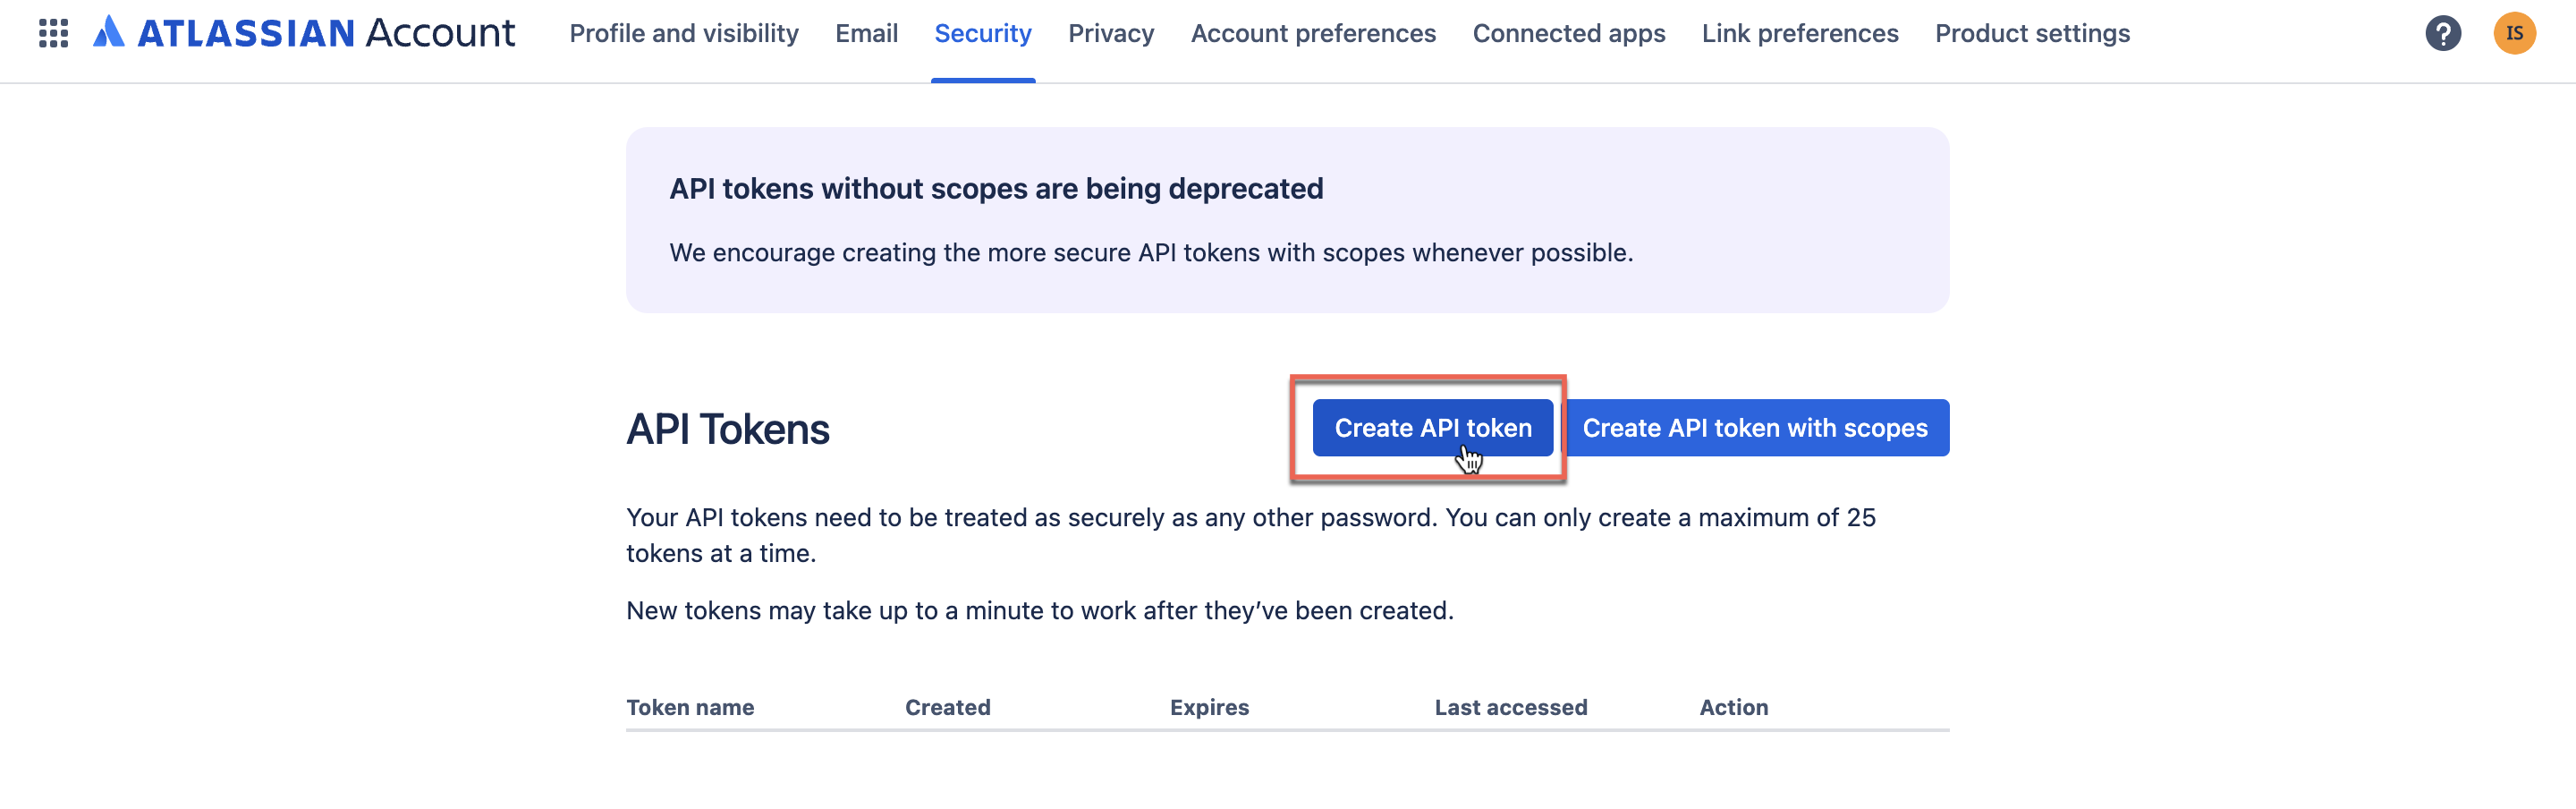 ATLASSIAN Account Profile and visibility Email Security Privacy Account preferences Connected apps Link preferences Product settings ? IS
API tokens without scopes are being deprecated
We encourage creating the more secure API tokens with scopes whenever possible.
API Tokens Create API token Create API token with scopes
Your API tokens need to be treated as securely as any other password. You can only create a maximum of 25
tokens at a time.
New tokens may take up to a minute to work after they’ve been created.
Token name Created Expires Last accessed Action